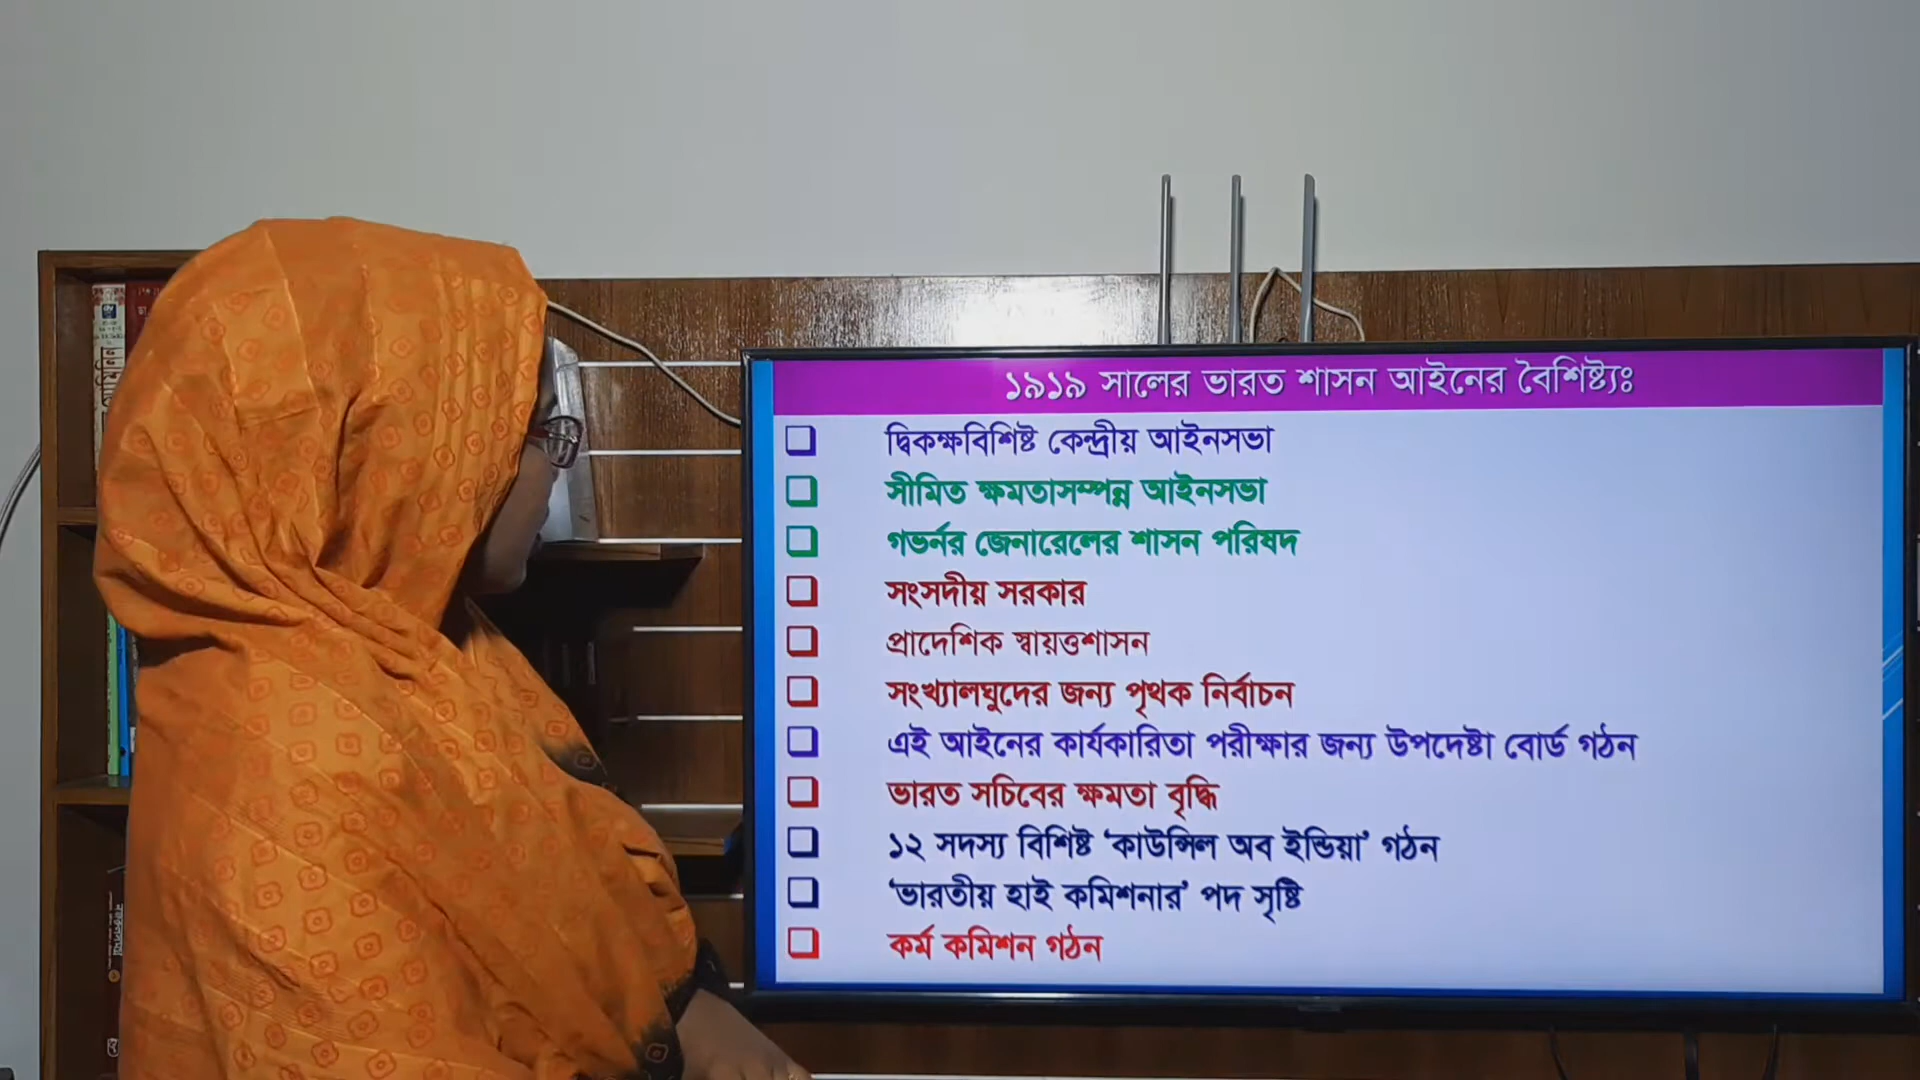 ১৯১৯ সালের ভারত শাসন আইনের বৈশিষ্ট্যঃ
দ্বিকক্ষবিশিষ্ট কেন্দ্রীয় আইনসভা
সীমিত ক্ষমতাসম্পন্ন আইনসভা
গভর্নর জেনারেলের শাসন পরিষদ
সংসদীয় সরকার
প্রাদেশিক স্বায়ত্তশাসন
সংখ্যালঘুদের জন্য পৃথক নির্বাচন
এই আইনের কার্যকারিতা পরীক্ষার জন্য উপদেষ্টা বোর্ড গঠন
ভারত সচিবের ক্ষমতা বৃদ্ধি
১২ সদস্য বিশিষ্ট ‘কাউন্সিল অব ইন্ডিয়া’ গঠন
‘ভারতীয় হাই কমিশনার’ পদ সৃষ্টি
কর্ম কমিশন গঠন